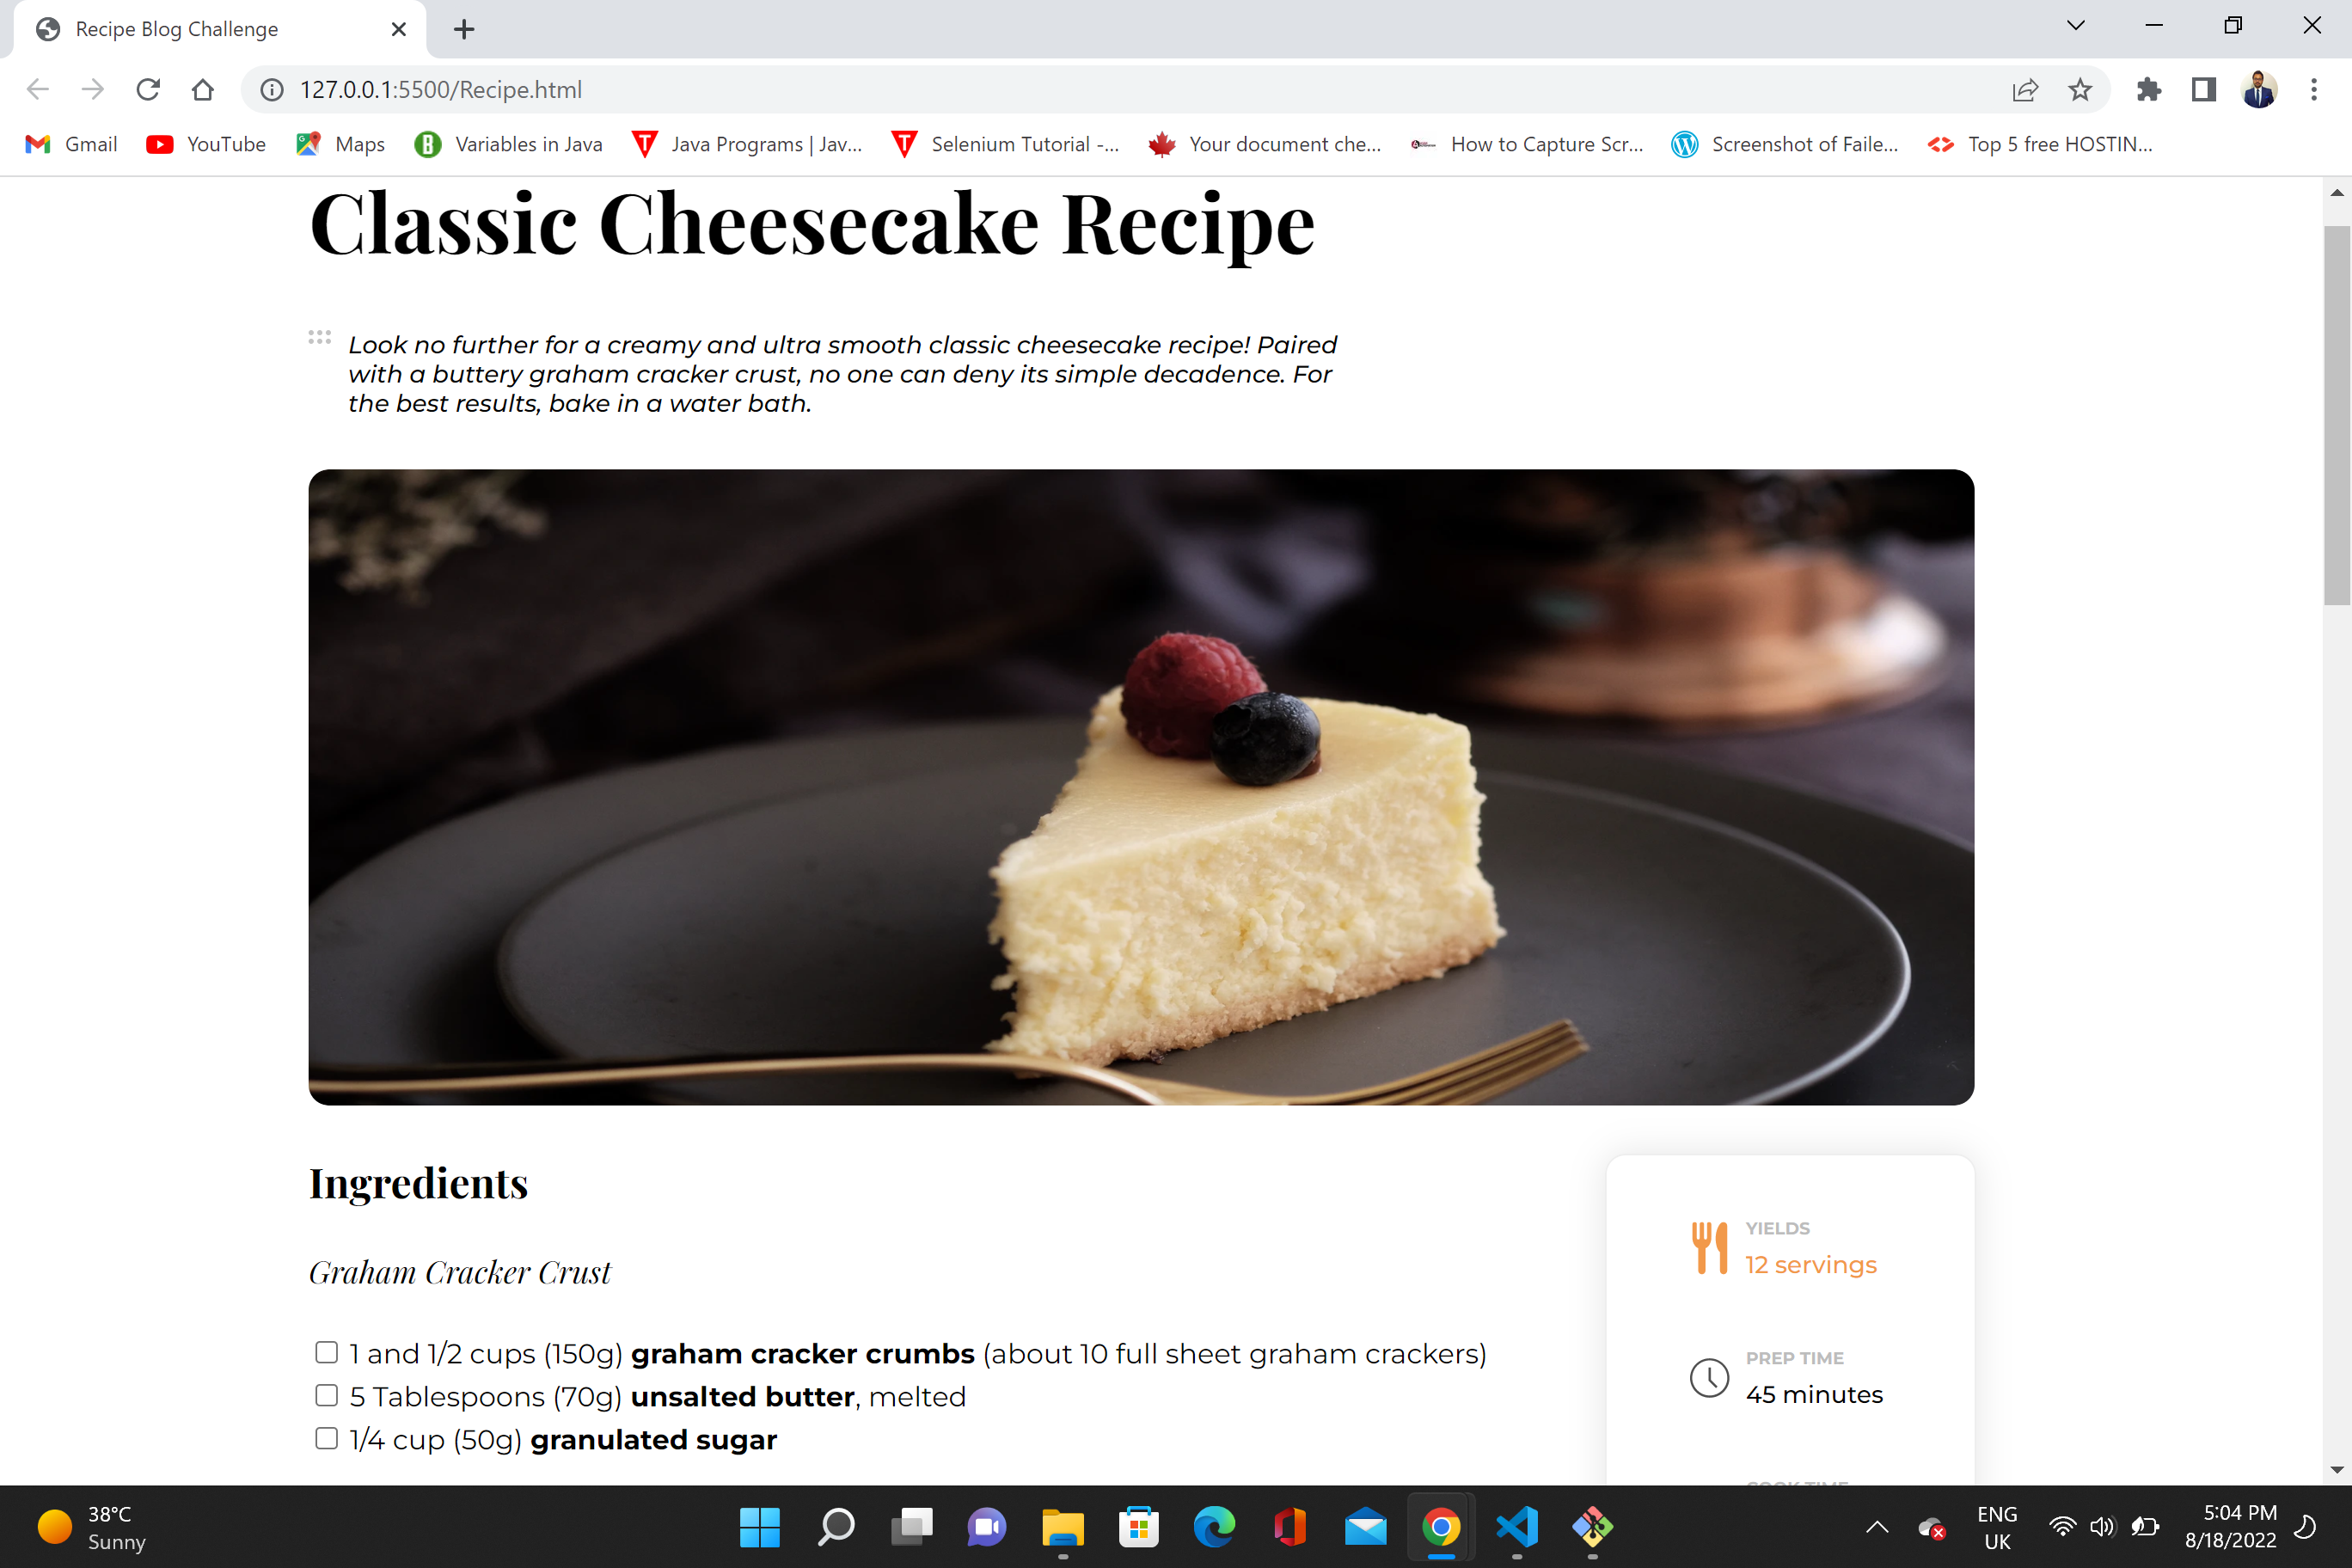 Recipe Blog Challenge
127.0.0.1:5500/Recipe.html
Gmail YouTube Maps Variables in Java Java Programs | Jav... Selenium Tutorial -... Your document che... How to Capture Scr... Screenshot of Faile... Top 5 free HOSTIN...
Classic Cheesecake Recipe
Look no further for a creamy and ultra smooth classic cheesecake recipe! Paired
with a buttery graham cracker crust, no one can deny its simple decadence. For
the best results, bake in a water bath.
Ingredients
Graham Cracker Crust
1 and 1/2 cups (150g) graham cracker crumbs (about 10 full sheet graham crackers)
5 Tablespoons (70g) unsalted butter, melted
1/4 cup (50g) granulated sugar
YIELDS
12 servings
PREP TIME
45 minutes
COOK TIME
38°C
Sunny
ENG
UK
5:04 PM
8/18/2022